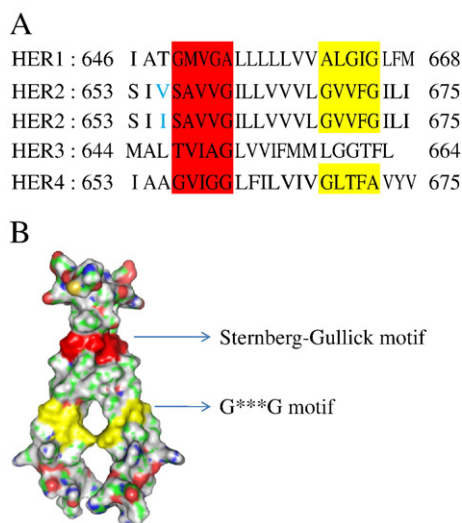 A
HER1 : 646 I AT GMVGA LLLLLVV ALGIG LFM 668
HER2 : 653 S I V SAVVG ILLVVVL GVVFG ILI 675
HER2 : 653 S I I SAVVG ILLVVVL GVVFG ILI 675
HER3 : 644 MAL TVIAG LVVIFMM LGGTFL 664
HER4 : 653 IAA GVIGG LFILVIV GLTFA VYV 675
B
Sternberg-Gullick motif
G***G motif